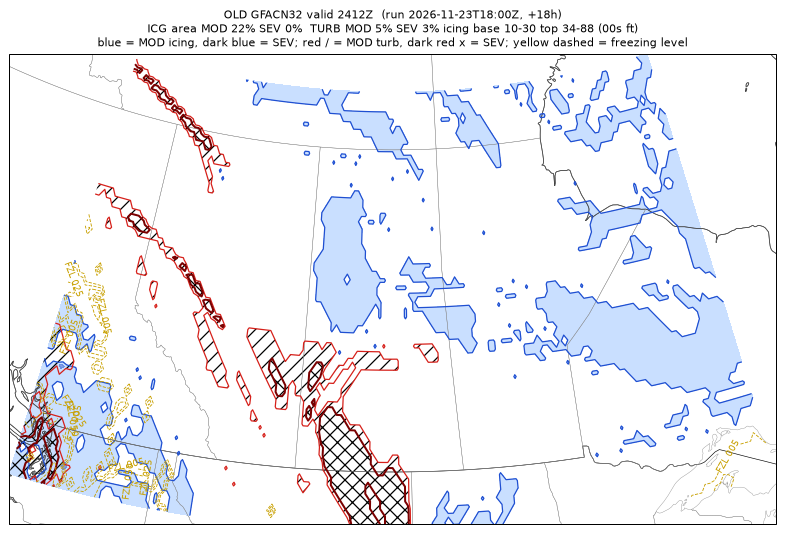 OLD GFACN32 valid 2412Z (run 2026-11-23T18:00Z, +18h)
ICG area MOD 22% SEV 0% TURB MOD 5% SEV 3% icing base 10-30 top 34-88 (00s ft)
blue = MOD icing, dark blue = SEV; red / = MOD turb, dark red x = SEV; yellow dashed = freezing level